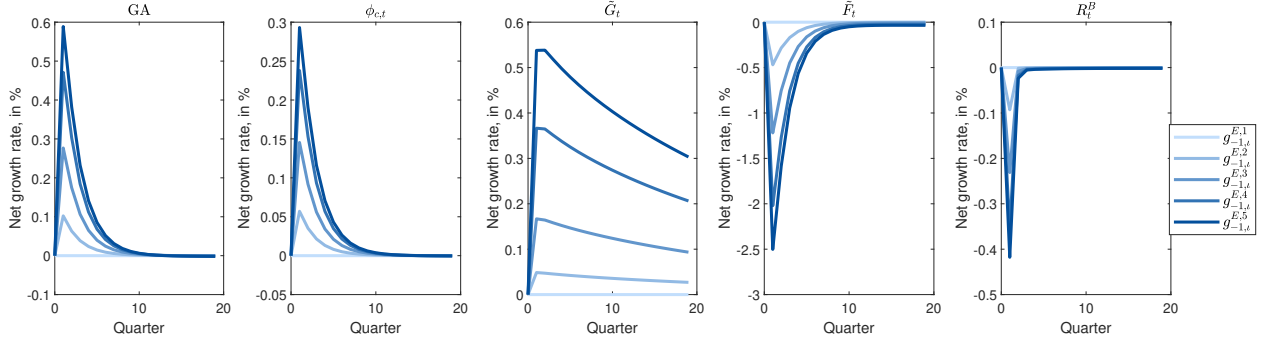 GA
Net growth rate, in %
0.6
0.5
0.4
0.3
0.2
0.1
0
-0.1
0
10
20
Quarter
ϕ_{c,t}
Net growth rate, in %
0.3
0.25
0.2
0.15
0.1
0.05
0
-0.05
0
10
20
Quarter
G̃_t
Net growth rate, in %
0.6
0.5
0.4
0.3
0.2
0.1
0
0
10
20
Quarter
F̃_t
Net growth rate, in %
0
-0.5
-1
-1.5
-2
-2.5
-3
0
10
20
Quarter
R_t^B
Net growth rate, in %
0.1
0
-0.1
-0.2
-0.3
-0.4
-0.5
0
10
20
Quarter
g_{-1,t}^{E,1}
g_{-1,t}^{E,2}
g_{-1,t}^{E,3}
g_{-1,t}^{E,4}
g_{-1,t}^{E,5}